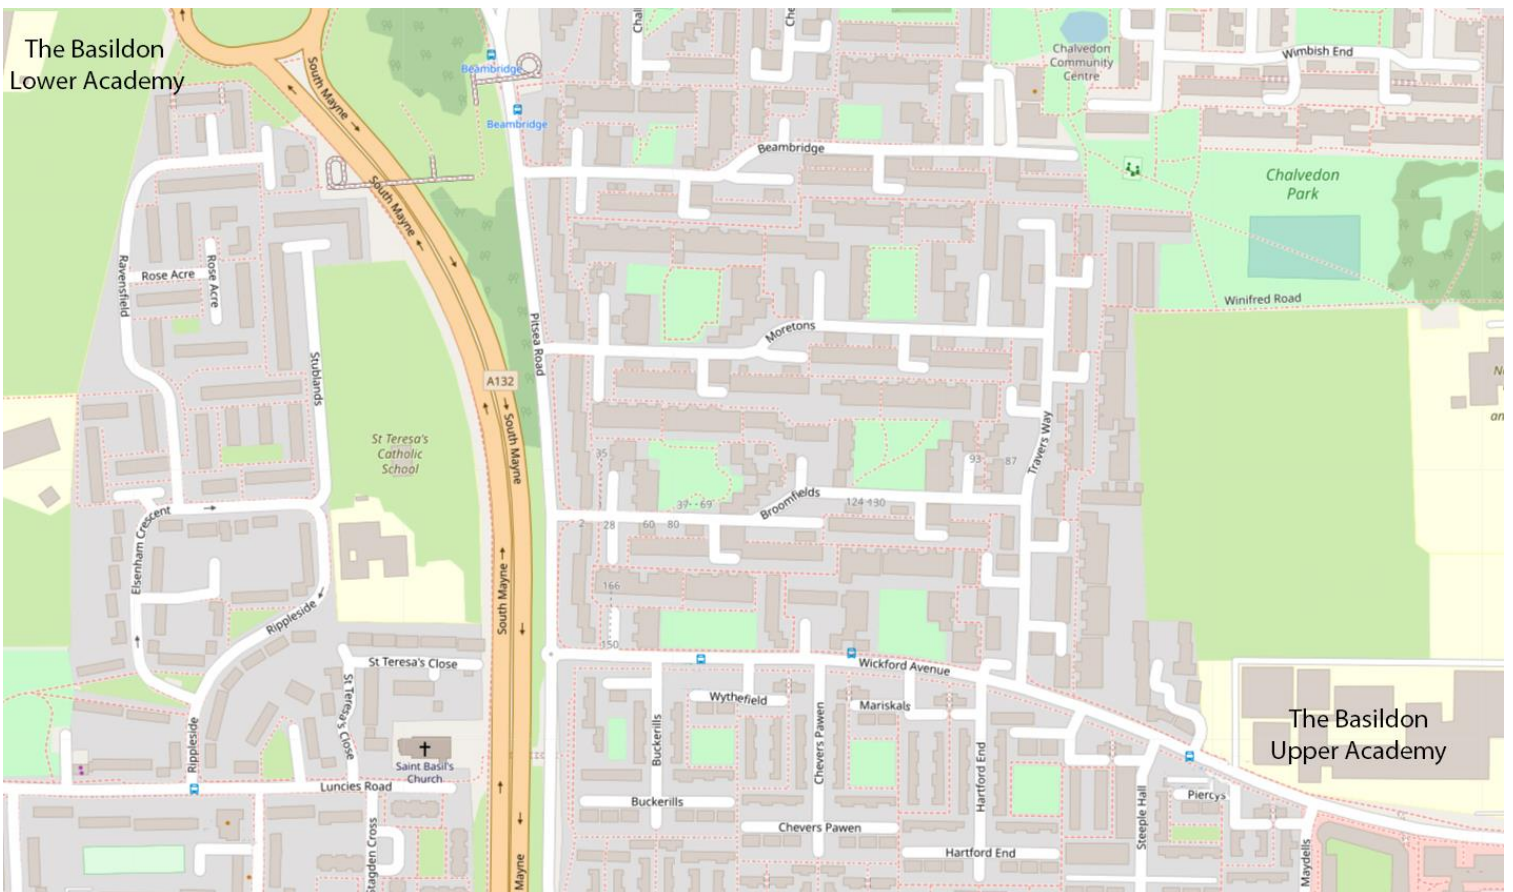 The Basildon
Lower Academy
South Mayne
Beambridge
Beambridge
Chalvedon
Community
Centre
Wimbish End
Beambridge
South Mayne
Chalvedon
Park
Ravensfield
Rose Acre
Rose Acre
Winifred Road
Pitsea Road
Moretons
Stublands
A132
St Teresa's
Catholic
School
South Mayne
Travers Way
35
93
87
37 - 69
Broomfields
124-130
Elsenham Crescent
2
28
60
80
South Mayne
166
Rippleside
150
St Teresa's Close
Wickford Avenue
St Teresa's Close
Wythefield
Mariskals
The Basildon
Upper Academy
Rippleside
Buckerills
Chevers Pawen
Hartford End
Saint Basil's
Church
Luncies Road
Buckerills
Steeple Hall
Piercys
Chevers Pawen
Hartford End
Stagden Cross
Mayne
Maydells